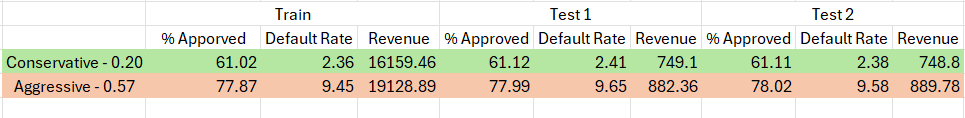 Train Test 1 Test 2
% Apporved Default Rate Revenue % Approved Default Rate Revenue % Approved Default Rate Revenue
Conservative - 0.20 61.02 2.36 16159.46 61.12 2.41 749.1 61.11 2.38 748.8
Aggressive - 0.57 77.87 9.45 19128.89 77.99 9.65 882.36 78.02 9.58 889.78